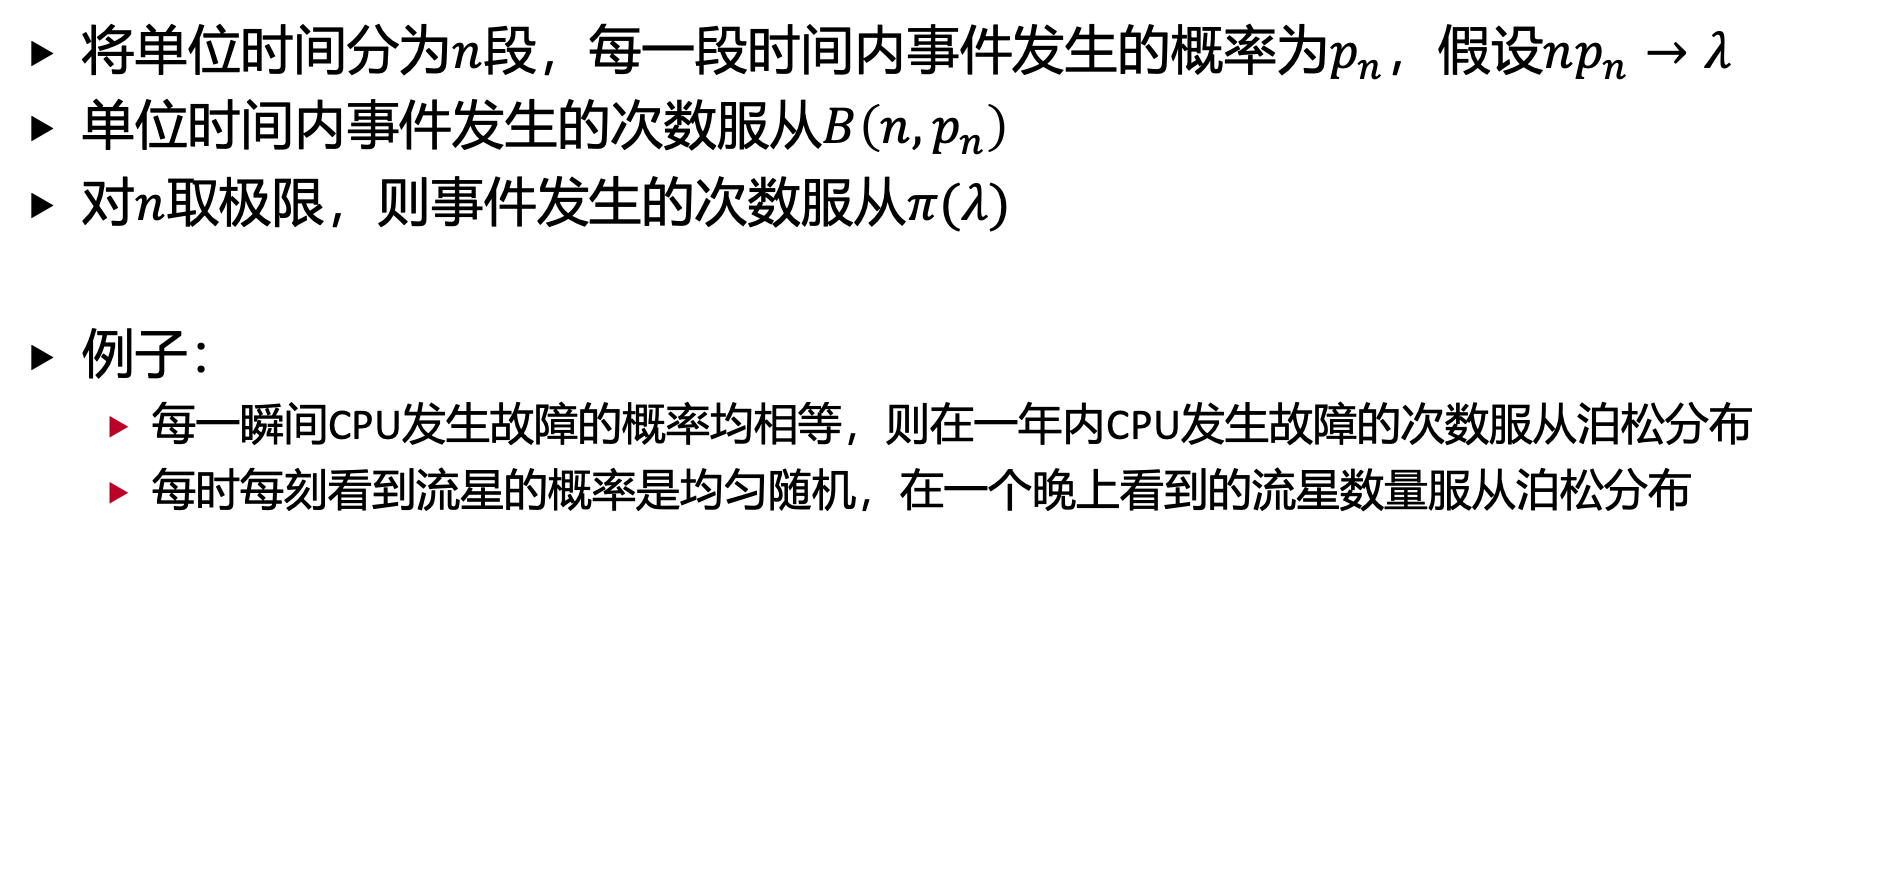 ▶ 将单位时间分为n段，每一段时间内事件发生的概率为pₙ，假设npₙ → λ
▶ 单位时间内事件发生的次数服从B(n, pₙ)
▶ 对n取极限，则事件发生的次数服从π(λ)
▶ 例子：
▶ 每一瞬间CPU发生故障的概率均相等，则在一年内CPU发生故障的次数服从泊松分布
▶ 每时每刻看到流星的概率是均匀随机，在一个晚上看到的流星数量服从泊松分布